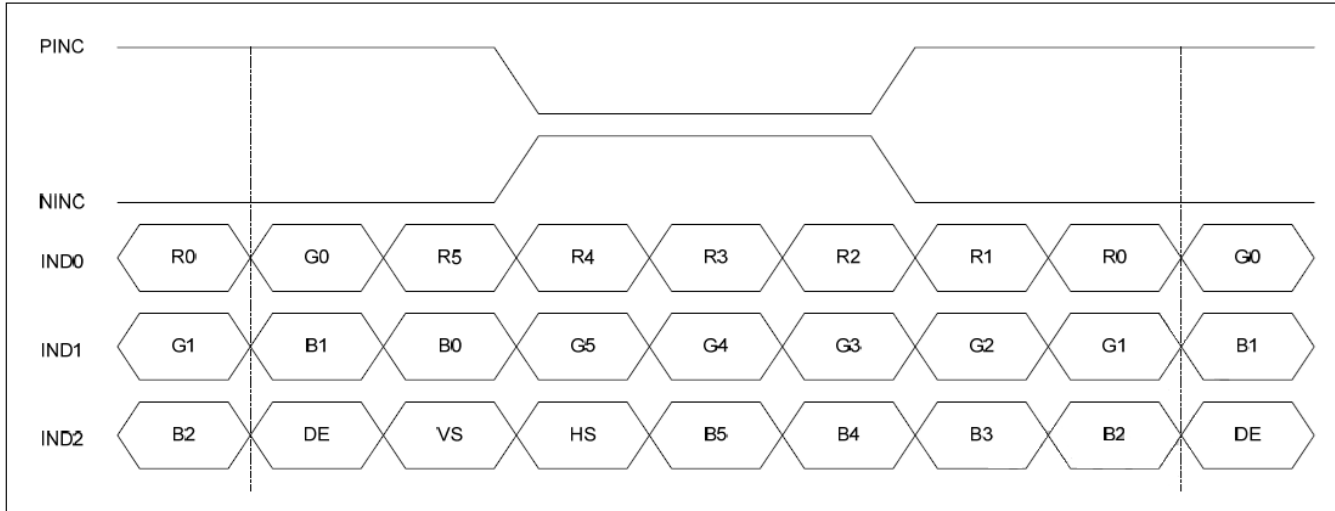 PINC
NINC
IND0 R0 G0 R5 R4 R3 R2 R1 R0 G0
IND1 G1 B1 B0 G5 G4 G3 G2 G1 B1
IND2 B2 DE VS HS B5 B4 B3 B2 DE